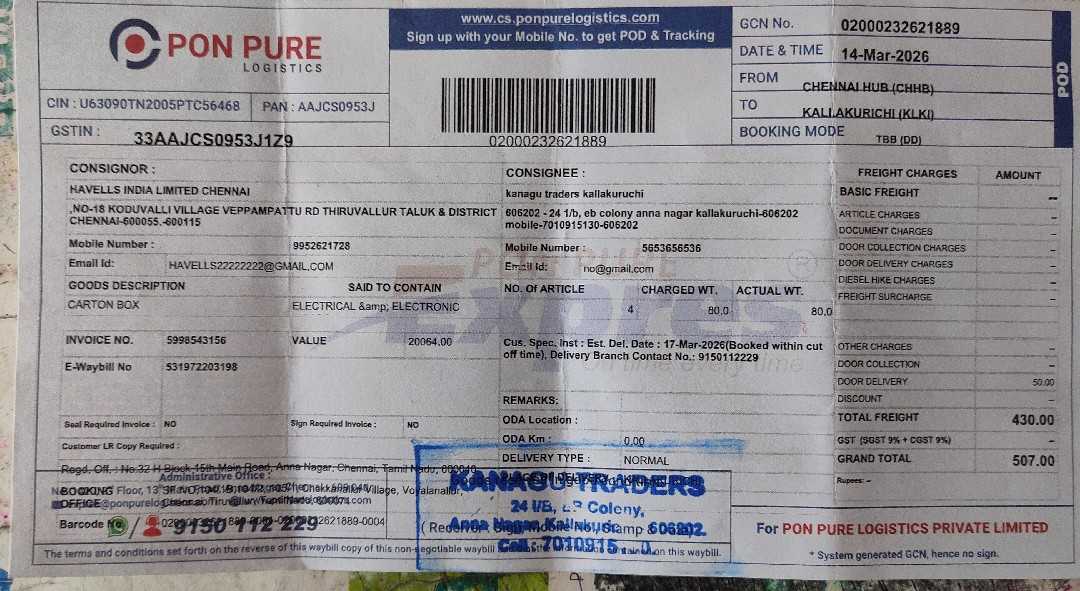 PON PURE
LOGISTICS
CIN : U63090TN2005PTC56468 PAN : AAJCS0953J
GSTIN : 33AAJCS0953J1Z9
www.cs.ponpurelogistics.com
Sign up with your Mobile No. to get POD & Tracking
02000232621889
GCN No. 02000232621889
DATE & TIME 14-Mar-2026
FROM CHENNAI HUB (CHHB)
TO KALLAKURICHI (KLKI)
BOOKING MODE TBB (DD)
POD
CONSIGNOR :
HAVELLS INDIA LIMITED CHENNAI
,NO-18 KODUVALLI VILLAGE VEPPAMPATTU RD THIRUVALLUR TALUK & DISTRICT
CHENNAI-600055.-600115
Mobile Number : 9952621728
Email Id: HAVELLS22222222@GMAIL.COM
GOODS DESCRIPTION SAID TO CONTAIN
CARTON BOX ELECTRICAL &amp; ELECTRONIC
INVOICE NO. 5998543156 VALUE 20064.00
E-Waybill No 531972203198
Seal Required Invoice : NO Sign Required Invoice : NO
Customer LR Copy Required :
CONSIGNEE :
kanagu traders kallakuruchi
606202 - 24 1/b, eb colony anna nagar kallakuruchi-606202
mobile-7010915130-606202
Mobile Number : 5653656536
Email Id: no@gmail.com
NO. OF ARTICLE CHARGED WT. ACTUAL WT.
4 80.0 80.0
Cus. Spec. Inst : Est. Del. Date : 17-Mar-2026(Booked within cut
off time), Delivery Branch Contact No.: 9150112229
PON PURE
Express
On time every time
REMARKS:
ODA Location :
ODA Km : 0.00
DELIVERY TYPE : NORMAL
FREIGHT CHARGES AMOUNT
BASIC FREIGHT --
ARTICLE CHARGES –
DOCUMENT CHARGES –
DOOR COLLECTION CHARGES –
DOOR DELIVERY CHARGES –
DIESEL HIKE CHARGES –
FREIGHT SURCHARGE –
OTHER CHARGES –
DOOR COLLECTION –
DOOR DELIVERY 50.00
DISCOUNT –
TOTAL FREIGHT 430.00
GST (SGST 9% + CGST 9%) –
GRAND TOTAL 507.00
Rupees: –
Regd. Off. : No:32 H Block, 15th Main Road, Anna Nagar, Chennai, Tamil Nadu, 600040
Administrative Office :
BOOKING
OFFICE
Barcode No
9150 112 229
KANAGU TRADERS
24 1/B, Colony,
Anna Nagar, 606202.
Cell : 7010915
For PON PURE LOGISTICS PRIVATE LIMITED
* System generated GCN, hence no sign.
The terms and conditions set forth on the reverse of this waybill copy of this non-negotiable waybill on this waybill.